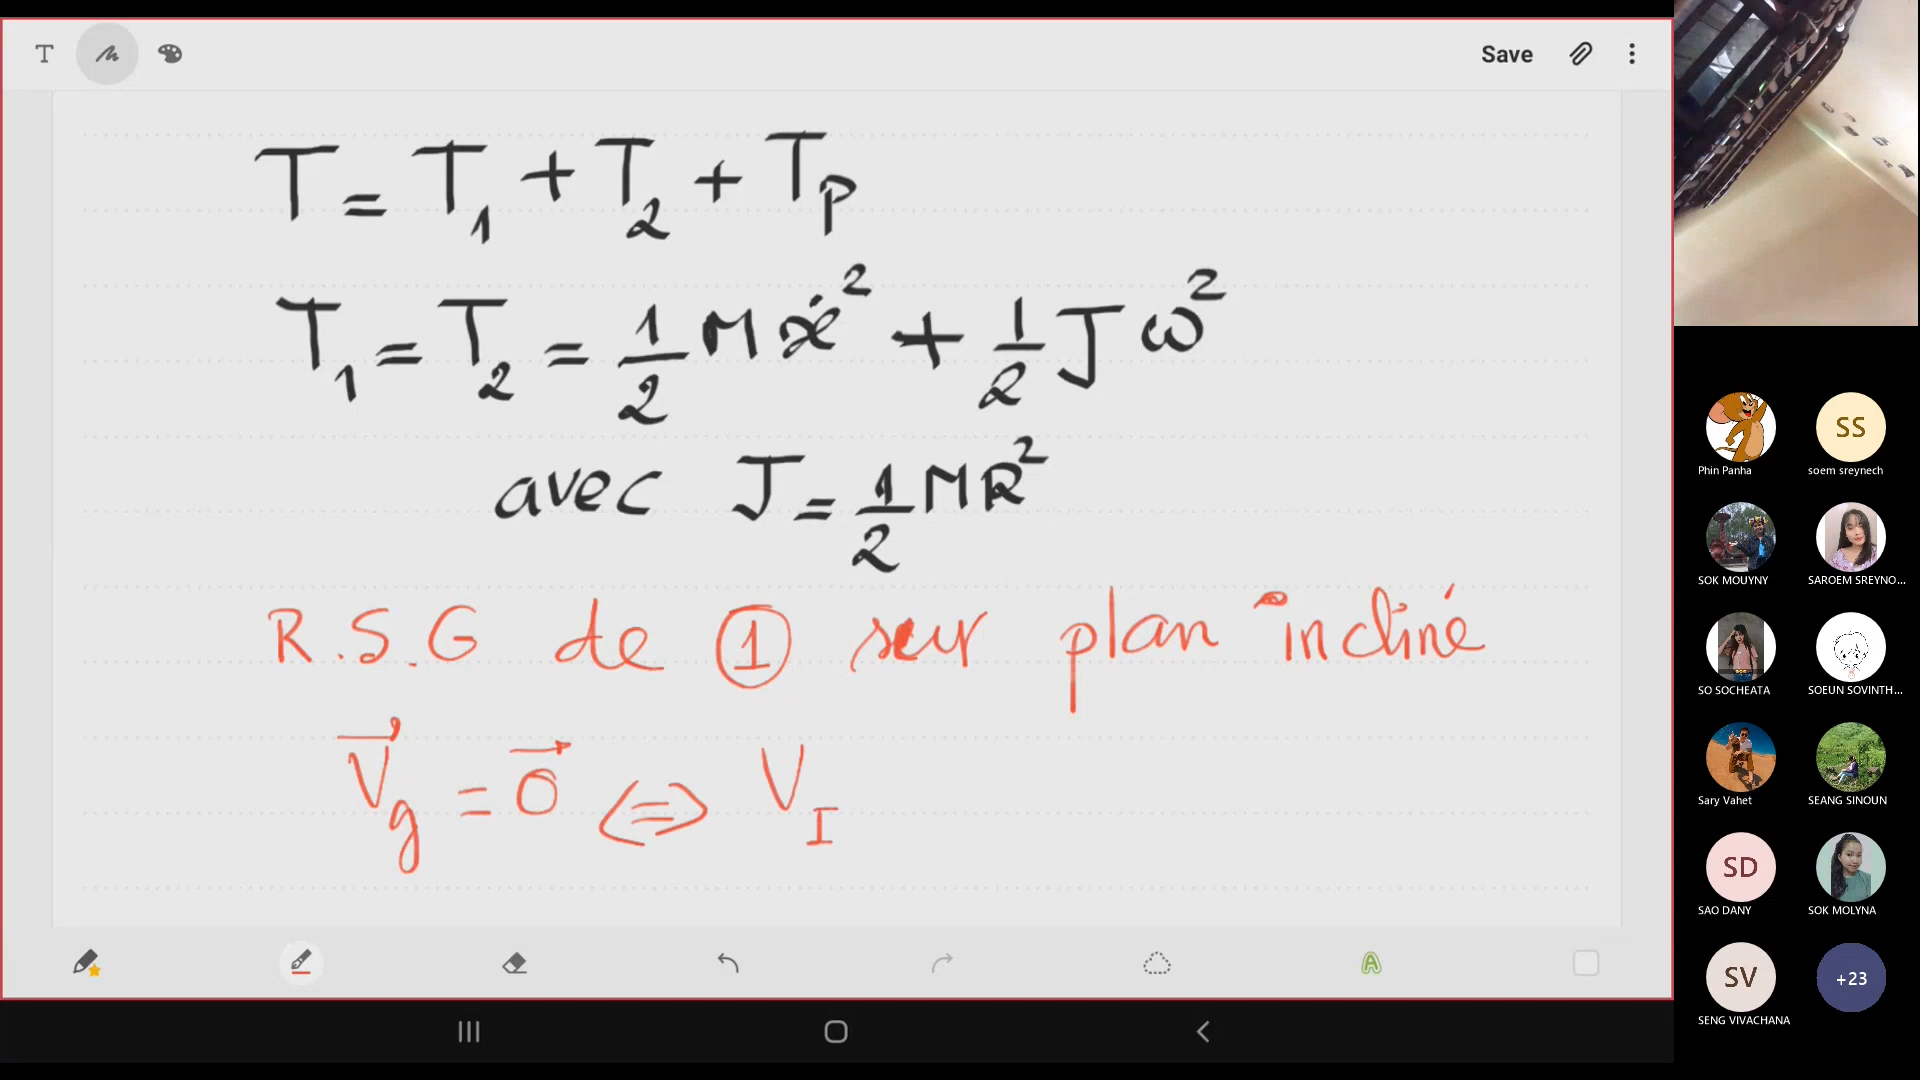 T
Save
T = T₁ + T₂ + Tₚ
T₁ = T₂ = 1/2 M ẋ² + 1/2 J ω²
avec J = 1/2 MR²
R.S.G de ① sur plan incliné
V⃗g = 0⃗ <=> V_I
A
Phin Panha
SS
soem sreynech
SOK MOUYNY
SAROEM SREYNO...
SO SOCHEATA
SOEUN SOVINTH...
Sary Vahet
SEANG SINOUN
SD
SAO DANY
SOK MOLYNA
SV
SENG VIVACHANA
+23